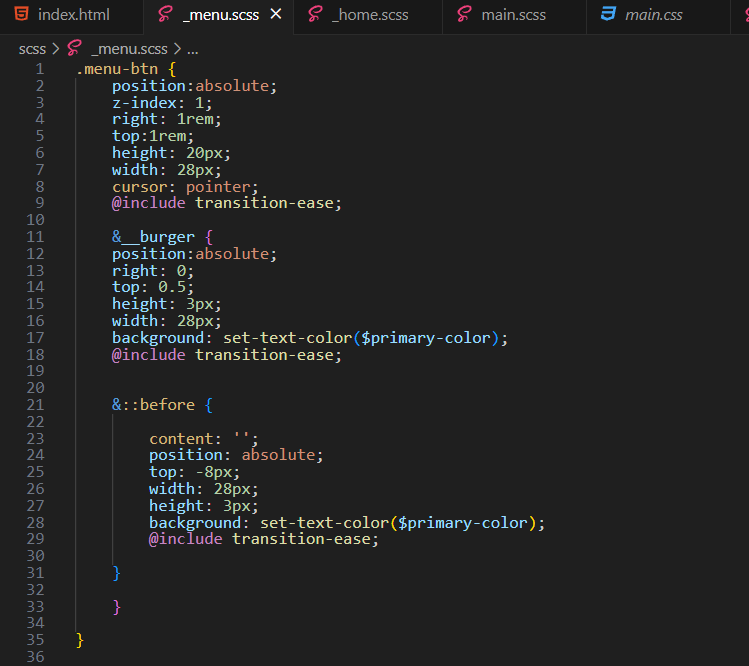 index.html _menu.scss × _home.scss main.scss main.css
scss > _menu.scss > ...
1 .menu-btn {
2 position:absolute;
3 z-index: 1;
4 right: 1rem;
5 top:1rem;
6 height: 20px;
7 width: 28px;
8 cursor: pointer;
9 @include transition-ease;
10
11 &__burger {
12 position:absolute;
13 right: 0;
14 top: 0.5;
15 height: 3px;
16 width: 28px;
17 background: set-text-color($primary-color);
18 @include transition-ease;
19
20
21 &::before {
22
23 content: '';
24 position: absolute;
25 top: -8px;
26 width: 28px;
27 height: 3px;
28 background: set-text-color($primary-color);
29 @include transition-ease;
30
31 }
32
33 }
34
35 }
36